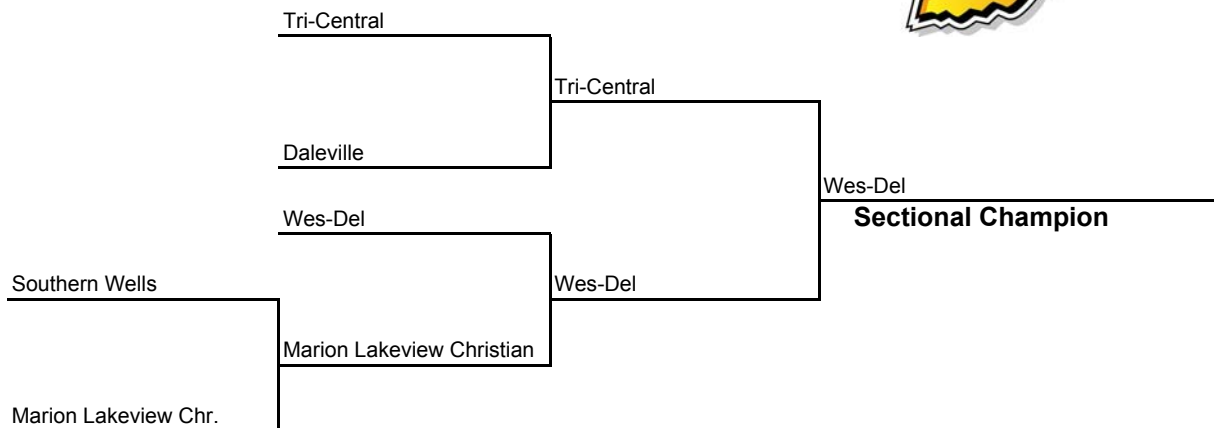 Tri-Central
Tri-Central
Daleville
Wes-Del
Wes-Del
Sectional Champion
Southern Wells
Wes-Del
Marion Lakeview Christian
Marion Lakeview Chr.